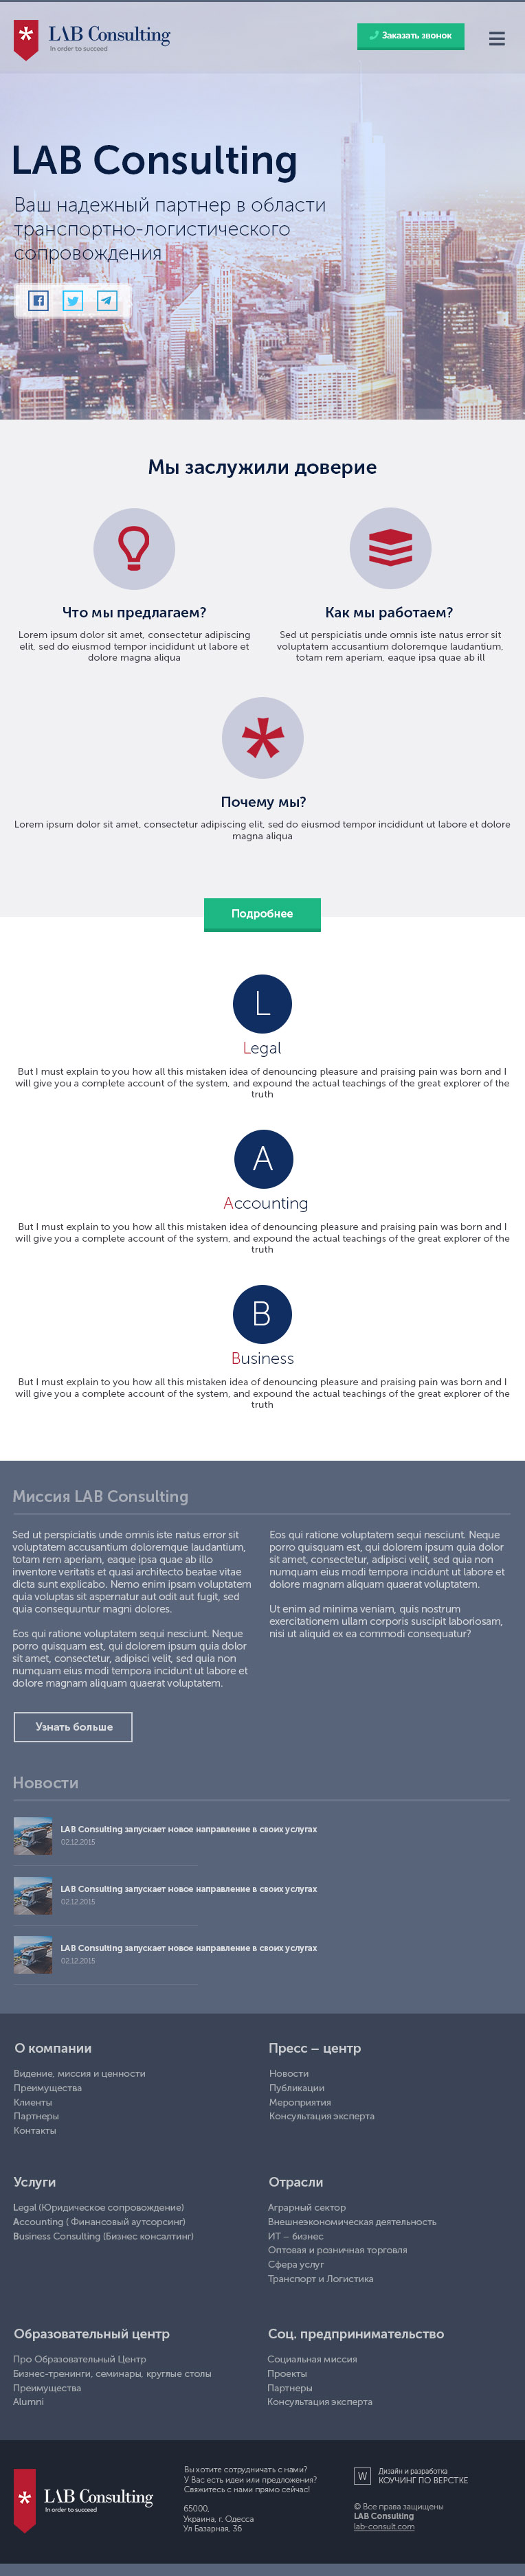 LAB Consulting
In order to succeed
Заказать звонок
LAB Consulting
Ваш надежный партнер в области
транспортно-логистического
сопровождения
Мы заслужили доверие
Что мы предлагаем?
Lorem ipsum dolor sit amet, consectetur adipiscing
elit, sed do eiusmod tempor incididunt ut labore et
dolore magna aliqua
Как мы работаем?
Sed ut perspiciatis unde omnis iste natus error sit
voluptatem accusantium doloremque laudantium,
totam rem aperiam, eaque ipsa quae ab ill
Почему мы?
Lorem ipsum dolor sit amet, consectetur adipiscing elit, sed do eiusmod tempor incididunt ut labore et dolore
magna aliqua
Подробнее
L
Legal
But I must explain to you how all this mistaken idea of denouncing pleasure and praising pain was born and I
will give you a complete account of the system, and expound the actual teachings of the great explorer of the
truth
A
Accounting
But I must explain to you how all this mistaken idea of denouncing pleasure and praising pain was born and I
will give you a complete account of the system, and expound the actual teachings of the great explorer of the
truth
B
Business
But I must explain to you how all this mistaken idea of denouncing pleasure and praising pain was born and I
will give you a complete account of the system, and expound the actual teachings of the great explorer of the
truth
Миссия LAB Consulting
Sed ut perspiciatis unde omnis iste natus error sit
voluptatem accusantium doloremque laudantium,
totam rem aperiam, eaque ipsa quae ab illo
inventore veritatis et quasi architecto beatae vitae
dicta sunt explicabo. Nemo enim ipsam voluptatem
quia voluptas sit aspernatur aut odit aut fugit, sed
quia consequuntur magni dolores.
Eos qui ratione voluptatem sequi nesciunt. Neque
porro quisquam est, qui dolorem ipsum quia dolor
sit amet, consectetur, adipisci velit, sed quia non
numquam eius modi tempora incidunt ut labore et
dolore magnam aliquam quaerat voluptatem.
Eos qui ratione voluptatem sequi nesciunt. Neque
porro quisquam est, qui dolorem ipsum quia dolor
sit amet, consectetur, adipisci velit, sed quia non
numquam eius modi tempora incidunt ut labore et
dolore magnam aliquam quaerat voluptatem.
Ut enim ad minima veniam, quis nostrum
exercitationem ullam corporis suscipit laboriosam,
nisi ut aliquid ex ea commodi consequatur?
Узнать больше
Новости
LAB Consulting запускает новое направление в своих услугах
02.12.2015
LAB Consulting запускает новое направление в своих услугах
02.12.2015
LAB Consulting запускает новое направление в своих услугах
02.12.2015
О компании
Видение, миссия и ценности
Преимущества
Клиенты
Партнеры
Контакты
Пресс – центр
Новости
Публикации
Мероприятия
Консультация эксперта
Услуги
Legal (Юридическое сопровождение)
Accounting ( Финансовый аутсорсинг)
Business Consulting (Бизнес консалтинг)
Отрасли
Аграрный сектор
Внешнеэкономическая деятельность
ИТ – бизнес
Оптовая и розничная торговля
Сфера услуг
Транспорт и Логистика
Образовательный центр
Про Образовательный Центр
Бизнес-тренинги, семинары, круглые столы
Преимущества
Alumni
Соц. предпринимательство
Социальная миссия
Проекты
Партнеры
Консультация эксперта
LAB Consulting
In order to succeed
Вы хотите сотрудничать с нами?
У Вас есть идеи или предложения?
Свяжитесь с нами прямо сейчас!
65000,
Украина, г. Одесса
Ул Базарная, 36
W
Дизайн и разработка
КОУЧИНГ ПО ВЕРСТКЕ
© Все права защищены
LAB Consulting
lab-consult.com